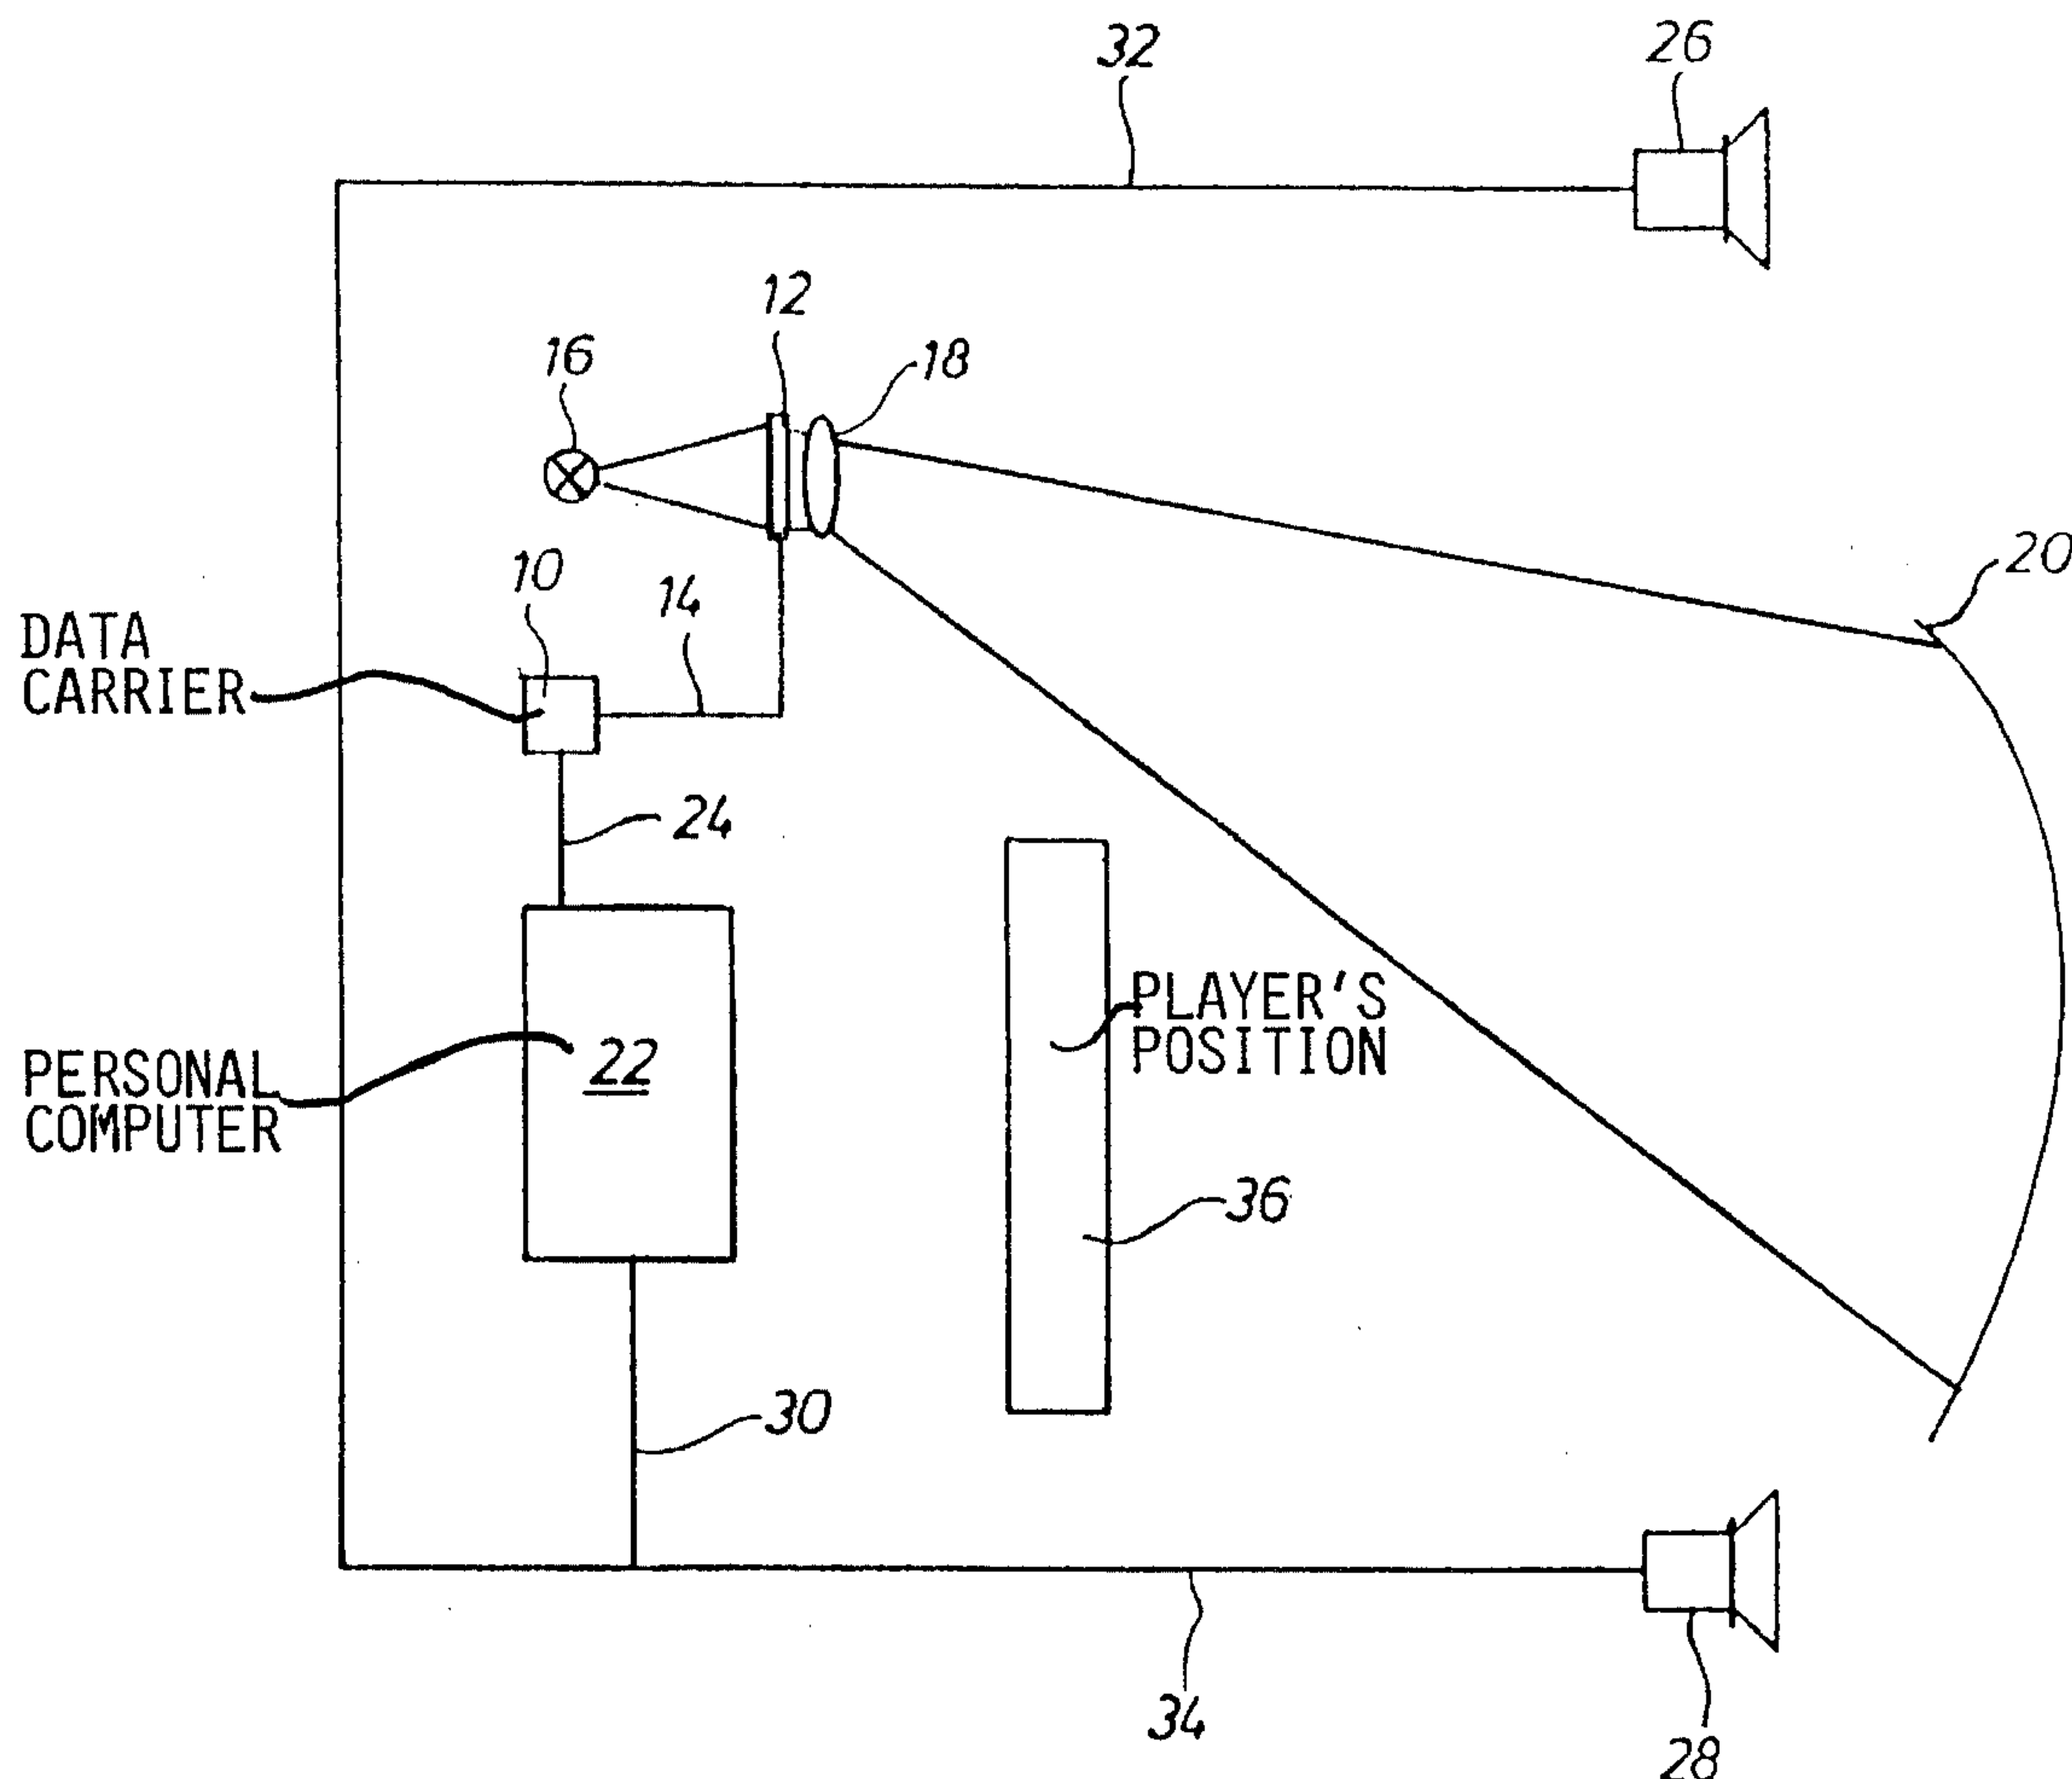 32
26
12
16
18
10
20
14
DATA
CARRIER
24
PLAYER'S
POSITION
22
PERSONAL
COMPUTER
36
30
34
28